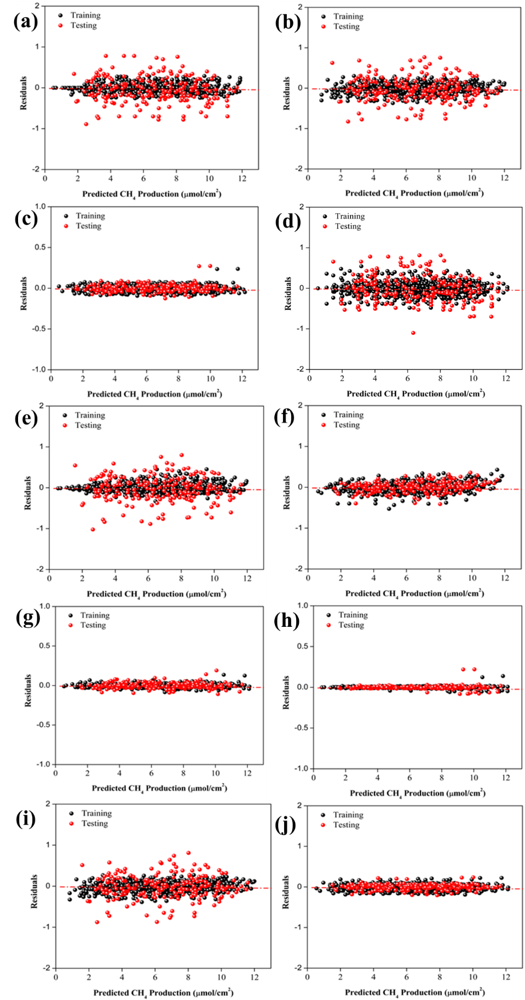 (a)
2
1
0
-1
-2
Residuals
Training
Testing
0 2 4 6 8 10 12
Predicted CH4 Production (μmol/cm2)
(b)
2
1
0
-1
-2
Residuals
Training
Testing
0 2 4 6 8 10 12
Predicted CH4 Production (μmol/cm2)
(c)
1.0
0.5
0.0
-0.5
-1.0
Residuals
Training
Testing
0 2 4 6 8 10 12
Predicted CH4 Production (μmol/cm2)
(d)
2
1
0
-1
-2
Residuals
Training
Testing
0 2 4 6 8 10 12
Predicted CH4 Production (μmol/cm2)
(e)
2
1
0
-1
-2
Residuals
Training
Testing
0 2 4 6 8 10 12
Predicted CH4 Production (μmol/cm2)
(f)
2
1
0
-1
-2
Residuals
Training
Testing
0 2 4 6 8 10 12
Predicted CH4 Production (μmol/cm2)
(g)
1.0
0.5
0.0
-0.5
-1.0
Residuals
Training
Testing
0 2 4 6 8 10 12
Predicted CH4 Production (μmol/cm2)
(h)
1.0
0.5
0.0
-0.5
-1.0
Residuals
Training
Testing
0 2 4 6 8 10 12
Predicted CH4 Production (μmol/cm2)
(i)
2
1
0
-1
-2
Residuals
Training
Testing
0 2 4 6 8 10 12
Predicted CH4 Production (μmol/cm2)
(j)
2
1
0
-1
-2
Residuals
Training
Testing
0 2 4 6 8 10 12
Predicted CH4 Production (μmol/cm2)